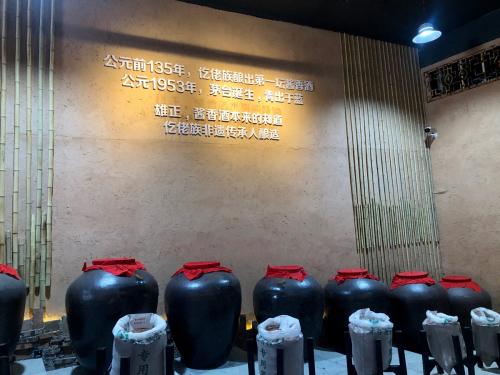 公元前135年，仡佬族酿出第一坛酱香酒
公元1953年，茅台诞生，青出于蓝
雄正，酱香酒本来的味道
仡佬族非遗传承人酿造
专用